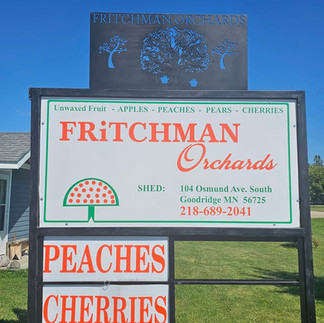 FRITCHMAN ORCHARDS
Unwaxed Fruit - APPLES - PEACHES - PEARS - CHERRIES
FRiTCHMAN
Orchards
SHED: 104 Osmund Ave. South
Goodridge MN 56725
218-689-2041
PEACHES
CHERRIES